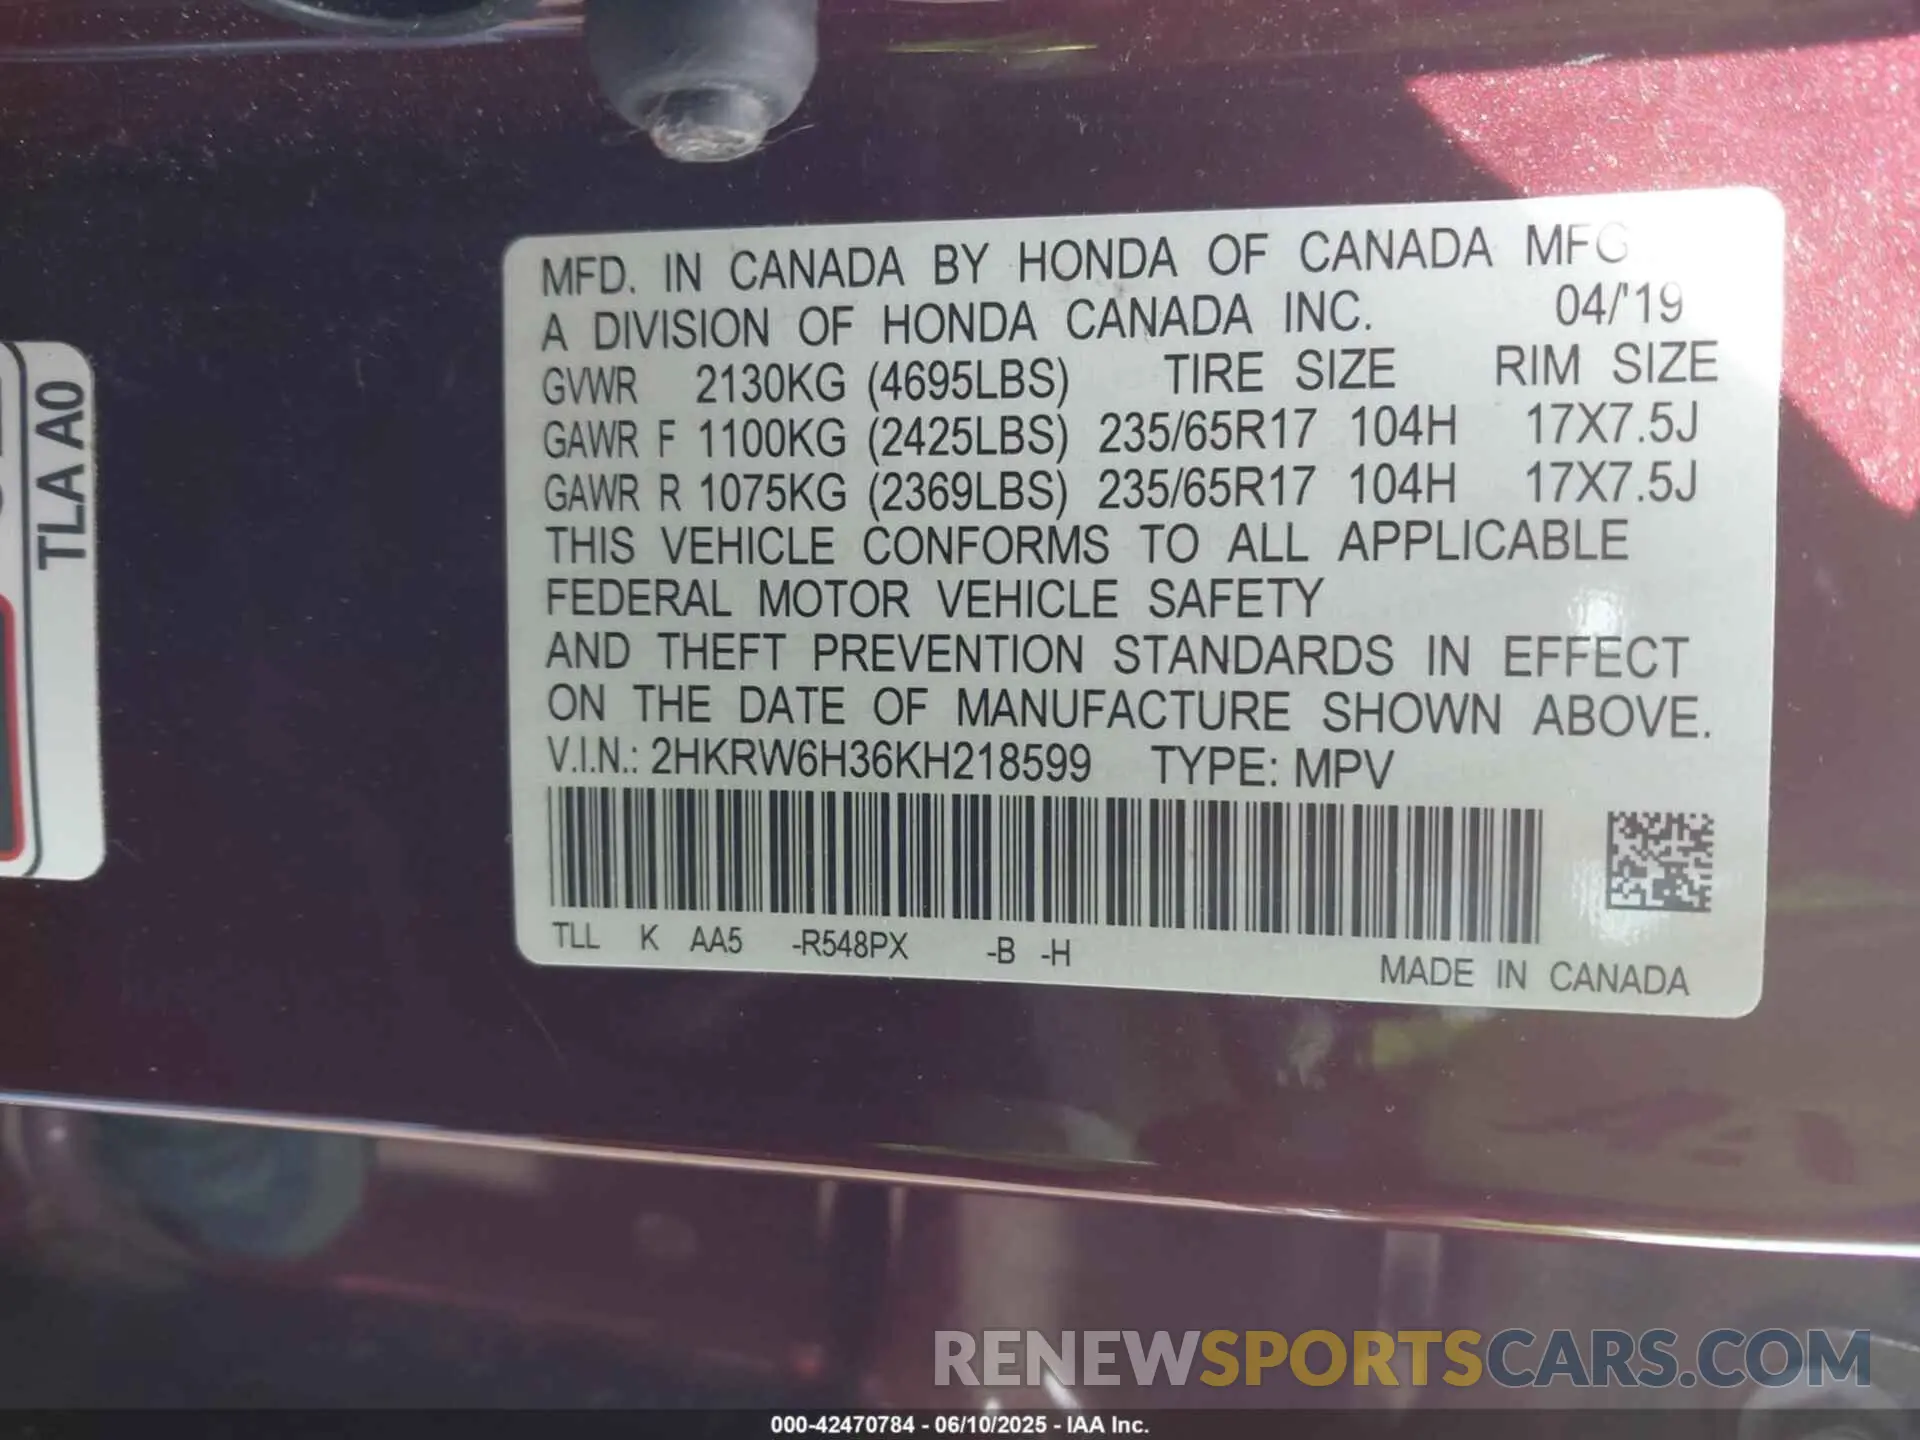 MFD. IN CANADA BY HONDA OF CANADA MFG
A DIVISION OF HONDA CANADA INC. 04/'19
GVWR 2130KG (4695LBS) TIRE SIZE RIM SIZE
GAWR F 1100KG (2425LBS) 235/65R17 104H 17X7.5J
GAWR R 1075KG (2369LBS) 235/65R17 104H 17X7.5J
THIS VEHICLE CONFORMS TO ALL APPLICABLE
FEDERAL MOTOR VEHICLE SAFETY
AND THEFT PREVENTION STANDARDS IN EFFECT
ON THE DATE OF MANUFACTURE SHOWN ABOVE.
V.I.N.: 2HKRW6H36KH218599 TYPE: MPV
TLL K AA5 -R548PX -B -H
MADE IN CANADA
TLA A0
RENEWSPORTSCARS.COM
000-42470784 - 06/10/2025 - IAA Inc.